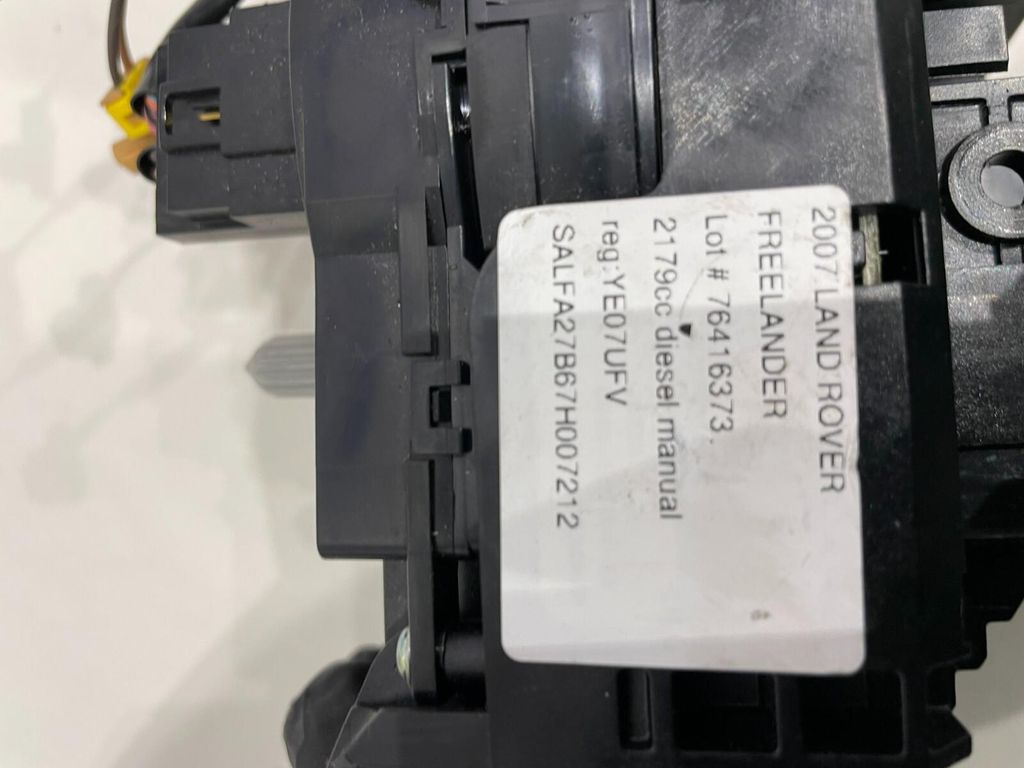 2007 LAND ROVER
FREELANDER
Lot # 76416373.
2179cc diesel manual
reg:YE07UFV
SALFA27B67H007212